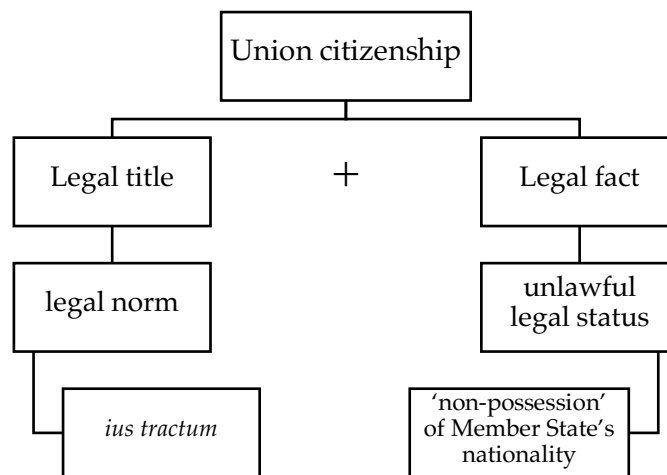 Union citizenship
Legal title
+
Legal fact
legal norm
unlawful
legal status
ius tractum
‘non-possession’
of Member State’s
nationality